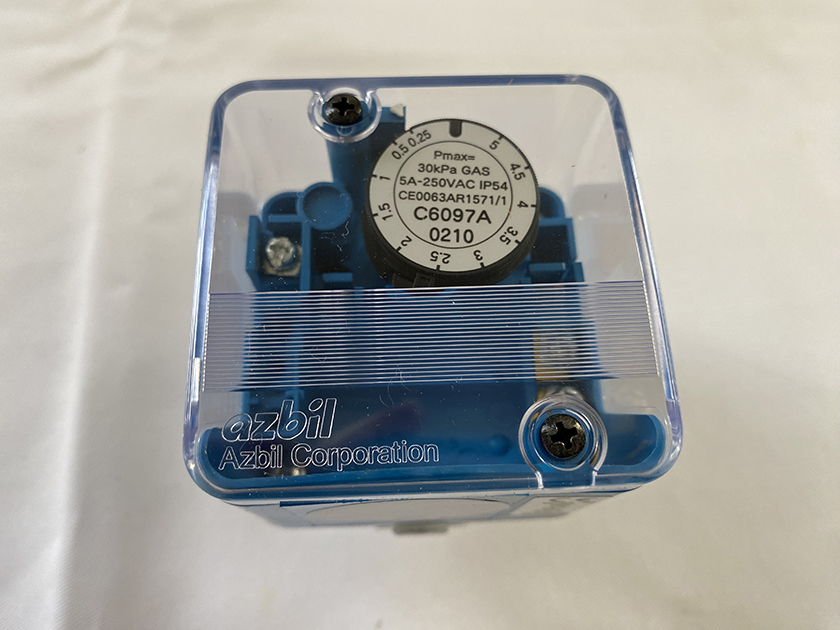 0.5 0.25 5 4.5 4 3.5 3 2.5 2 1.5 1
Pmax=
30kPa GAS
5A-250VAC IP54
CE0063AR1571/1
C6097A
0210
azbil
Azbil Corporation